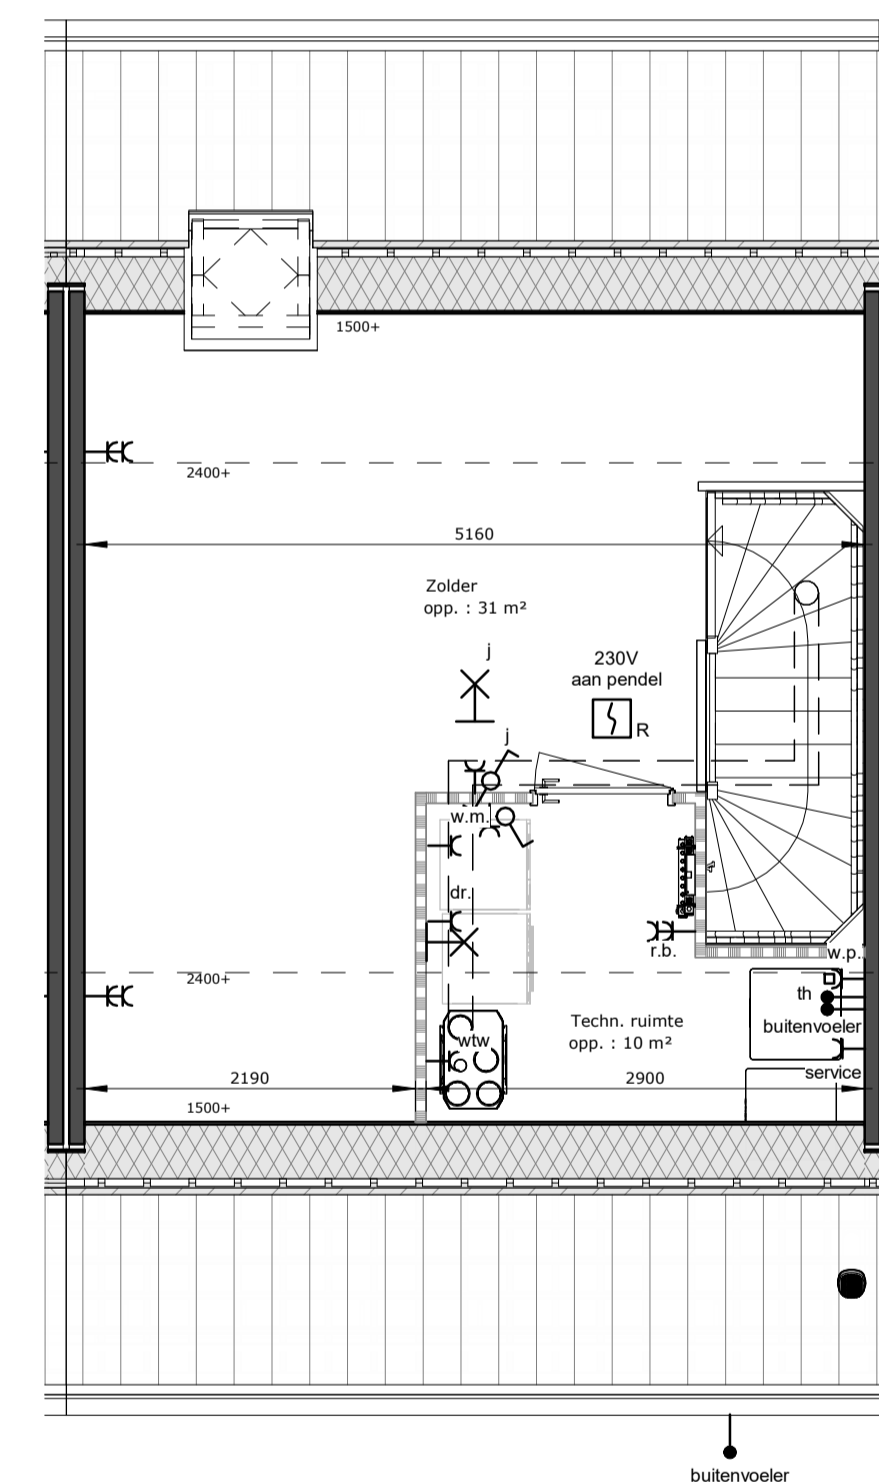 1500+
2400+
5160
Zolder
opp. : 31 m²
j
230V
aan pendel
R
j
w.m.
dr.
r.b.
w.p.
2400+
th
Techn. ruimte
buitenvoeler
opp. : 10 m²
wtw
service
2190
2900
1500+
buitenvoeler